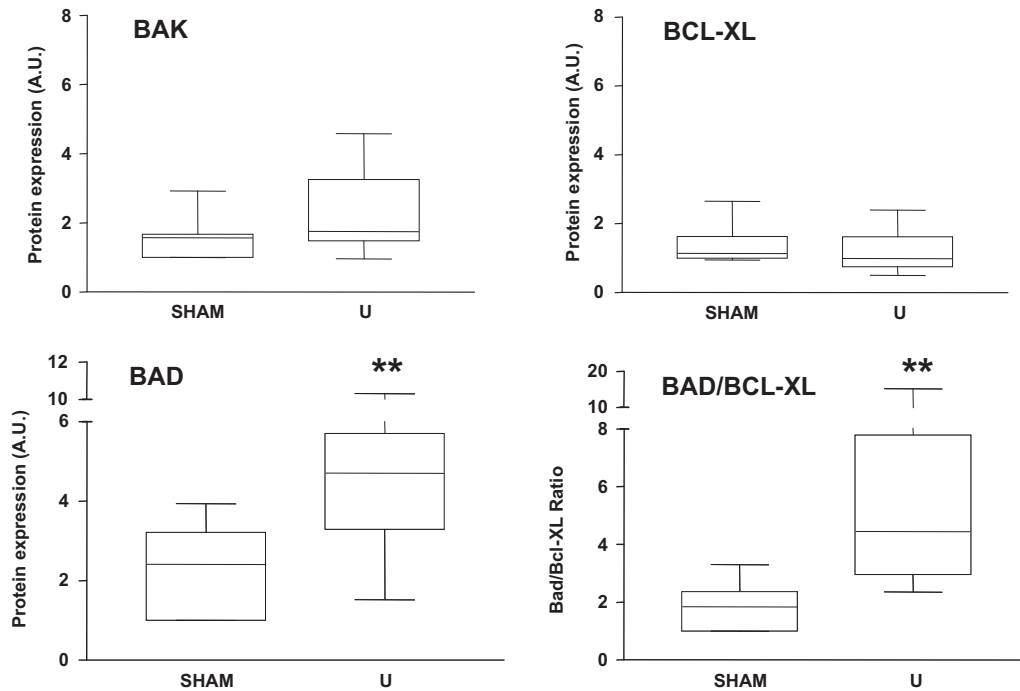 BAK
Protein expression (A.U.)
8
6
4
2
0
SHAM
U
BCL-XL
Protein expression (A.U.)
8
6
4
2
0
SHAM
U
BAD
**
Protein expression (A.U.)
12
10
6
4
2
0
SHAM
U
BAD/BCL-XL
**
Bad/Bcl-XL Ratio
20
10
8
6
4
2
0
SHAM
U